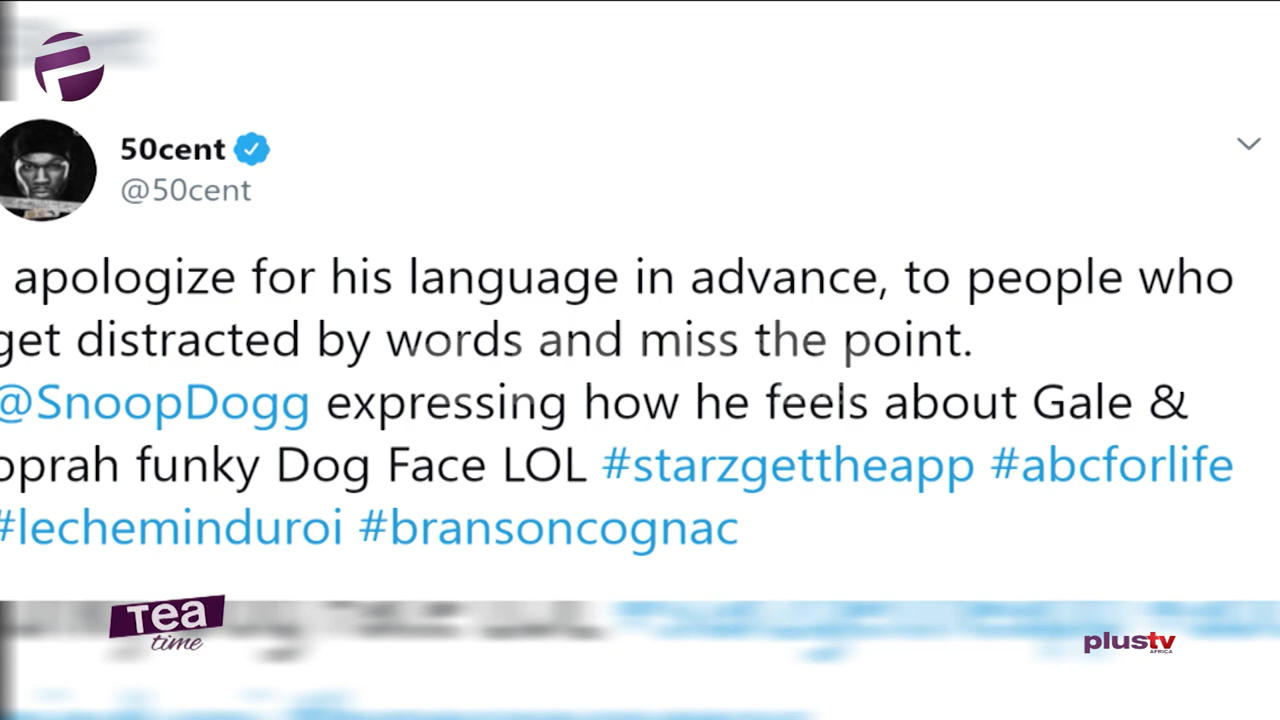 50cent
@50cent
apologize for his language in advance, to people who
get distracted by words and miss the point.
@SnoopDogg expressing how he feels about Gale &
oprah funky Dog Face LOL #starzgettheapp #abcforlife
#lecheminduroi #bransoncognac
Tea
time
plustv
AFRICA